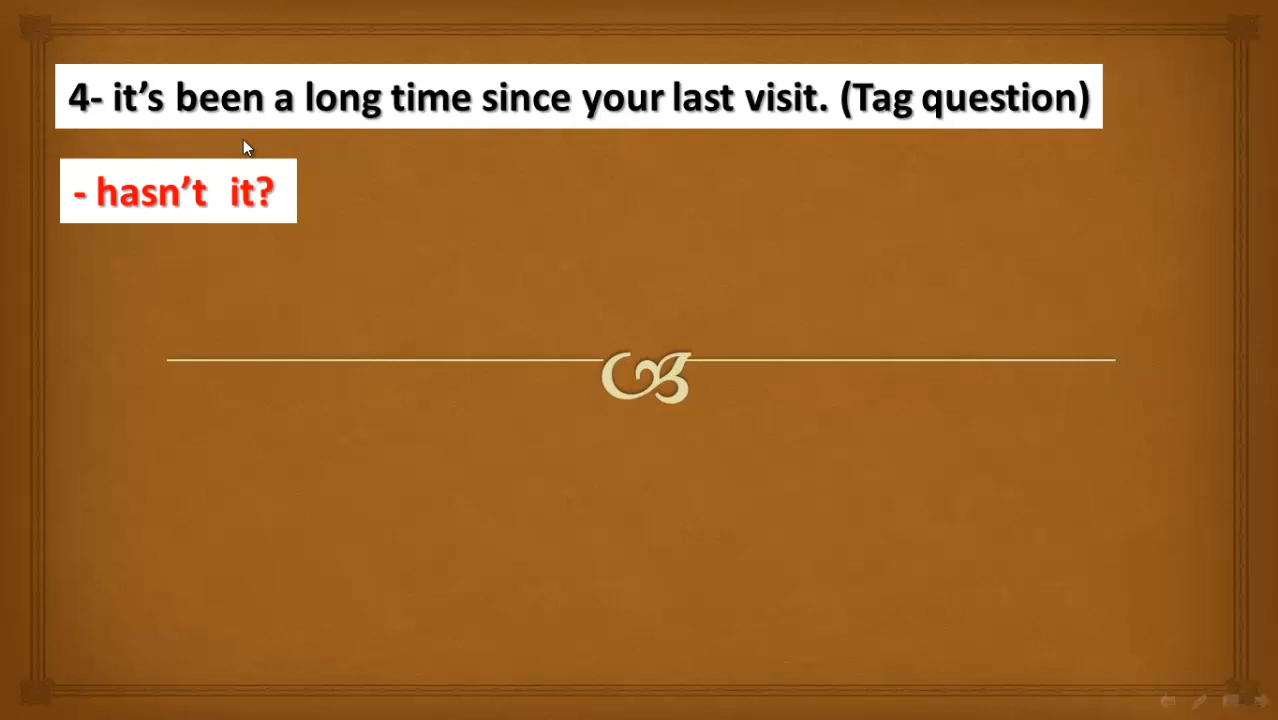 4- it’s been a long time since your last visit. (Tag question)
- hasn’t it?